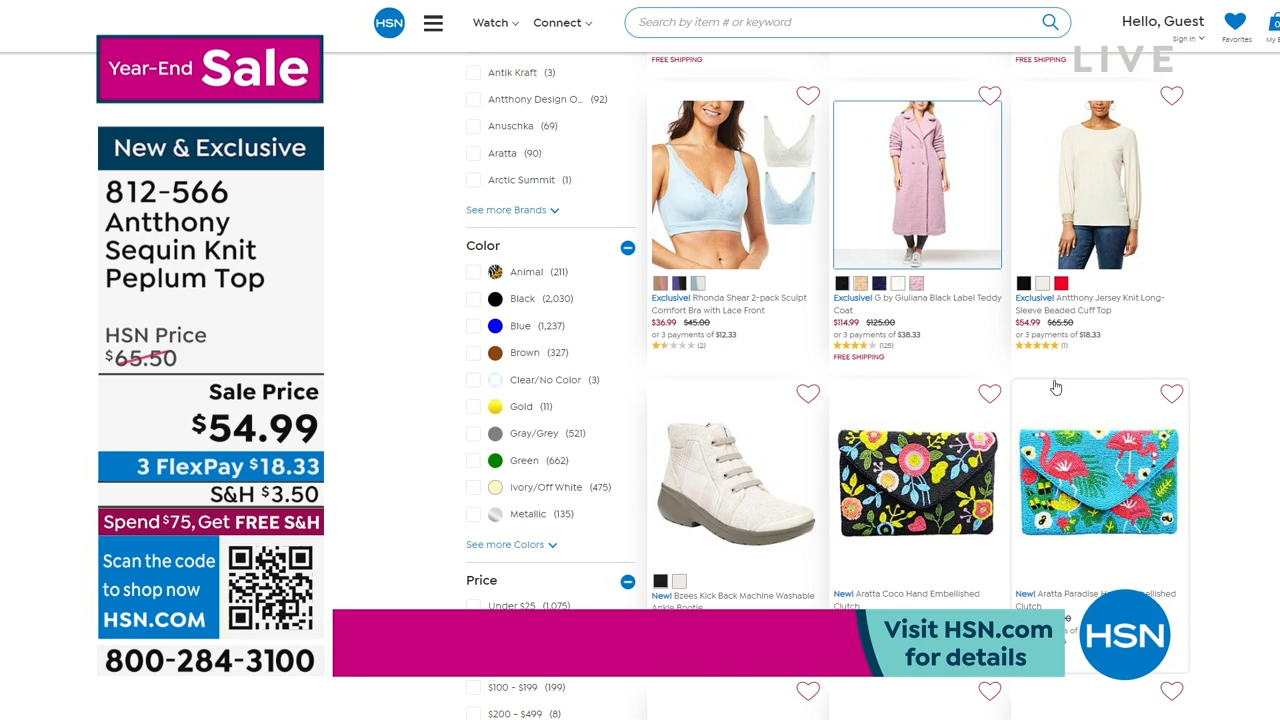 HSN
Watch
Connect
Search by item # or keyword
Hello, Guest
Sign In
Favorites
0
LIVE
Year-End Sale
New & Exclusive
812-566
Antthony
Sequin Knit
Peplum Top
HSN Price
$65.50
Sale Price
$54.99
3 FlexPay $18.33
S&H $3.50
Spend $75, Get FREE S&H
Scan the code
to shop now
HSN.COM
800-284-3100
Antik Kraft (3)
Antthony Design O... (92)
Anuschka (69)
Aratta (90)
Arctic Summit (1)
See more Brands
Color
Animal (211)
Black (2,030)
Blue (1,237)
Brown (327)
Clear/No Color (3)
Gold (11)
Gray/Grey (521)
Green (662)
Ivory/Off White (475)
Metallic (135)
See more Colors
Price
Under $25 (1,075)
$100 - $199 (199)
$200 - $499 (8)
FREE SHIPPING
FREE SHIPPING
Exclusive! Rhonda Shear 2-pack Sculpt
Comfort Bra with Lace Front
$36.99 $45.00
or 3 payments of $12.33
(2)
Exclusive! G by Giuliana Black Label Teddy
Coat
$114.99 $125.00
or 3 payments of $38.33
(125)
FREE SHIPPING
Exclusive! Antthony Jersey Knit Long-
Sleeve Beaded Cuff Top
$54.99 $65.50
or 3 payments of $18.33
(1)
New! Bzees Kick Back Machine Washable
Ankle Bootie
New! Aratta Coco Hand Embellished
Clutch
New! Aratta Paradise
Clutch
Visit HSN.com
for details
HSN